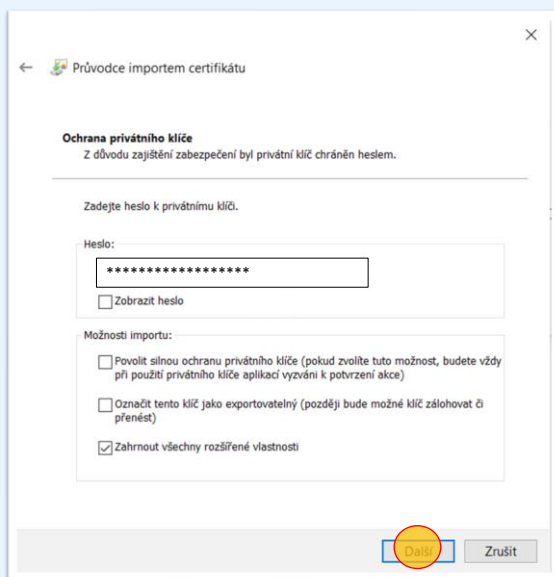 Průvodce importem certifikátu
Ochrana privátního klíče
Z důvodu zajištění zabezpečení byl privátní klíč chráněn heslem.
Zadejte heslo k privátnímu klíči.
Heslo:
******************
Zobrazit heslo
Možnosti importu:
Povolit silnou ochranu privátního klíče (pokud zvolíte tuto možnost, budete vždy
při použití privátního klíče aplikací vyzváni k potvrzení akce)
Označit tento klíč jako exportovatelný (později bude možné klíč zálohovat či
přenést)
Zahrnout všechny rozšířené vlastnosti
Další
Zrušit